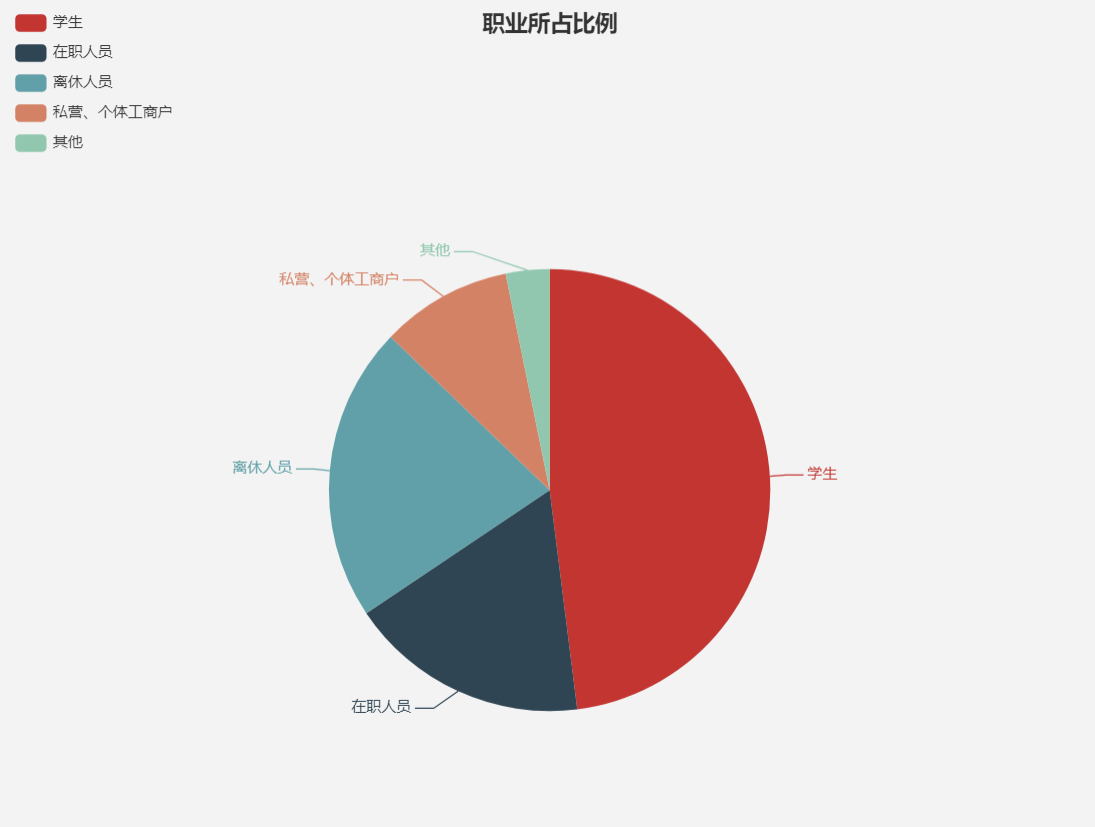 职业所占比例
学生
在职人员
离休人员
私营、个体工商户
其他
其他
私营、个体工商户
离休人员
学生
在职人员